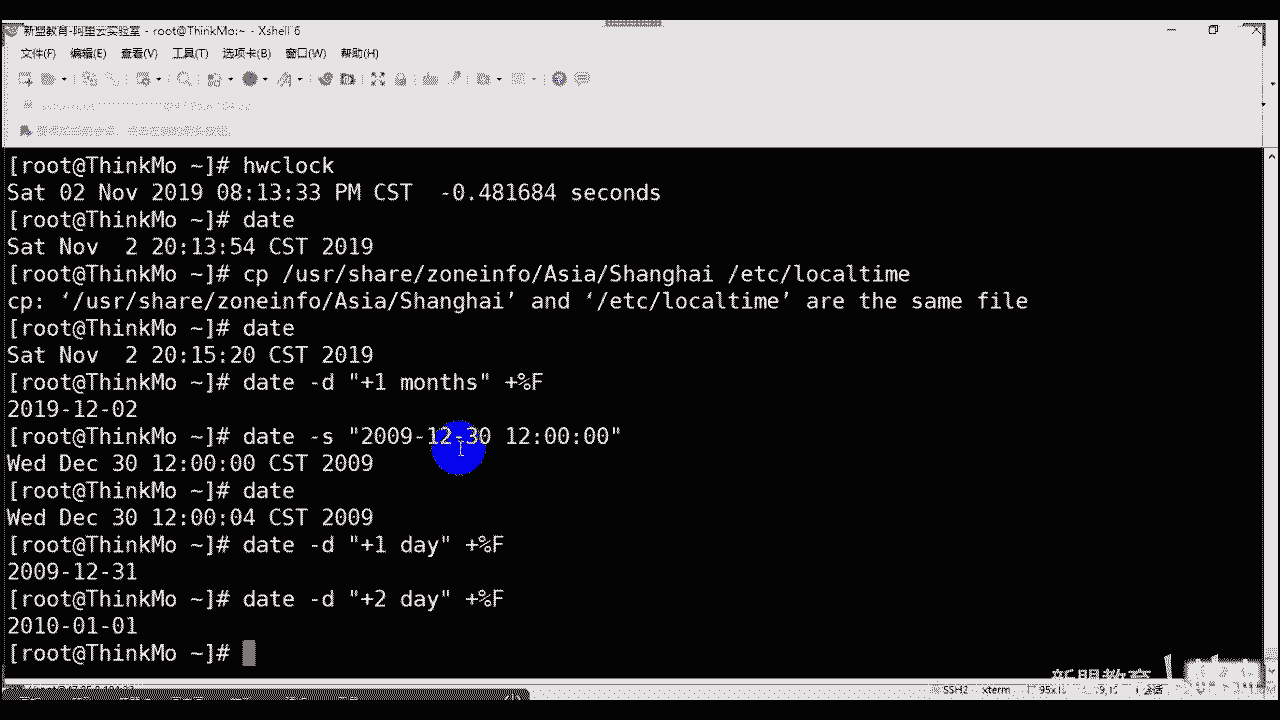 新盟教育-阿里云实验室 - root@ThinkMo:~ - Xshell 6
文件(F) 编辑(E) 查看(V) 工具(T) 选项卡(B) 窗口(W) 帮助(H)
[root@ThinkMo ~]# hwclock
Sat 02 Nov 2019 08:13:33 PM CST  -0.481684 seconds
[root@ThinkMo ~]# date
Sat Nov  2 20:13:54 CST 2019
[root@ThinkMo ~]# cp /usr/share/zoneinfo/Asia/Shanghai /etc/localtime
cp: ‘/usr/share/zoneinfo/Asia/Shanghai’ and ‘/etc/localtime’ are the same file
[root@ThinkMo ~]# date
Sat Nov  2 20:15:20 CST 2019
[root@ThinkMo ~]# date -d "+1 months" +%F
2019-12-02
[root@ThinkMo ~]# date -s "2009-12-30 12:00:00"
Wed Dec 30 12:00:00 CST 2009
[root@ThinkMo ~]# date
Wed Dec 30 12:00:04 CST 2009
[root@ThinkMo ~]# date -d "+1 day" +%F
2009-12-31
[root@ThinkMo ~]# date -d "+2 day" +%F
2010-01-01
[root@ThinkMo ~]#
SSH2 xterm